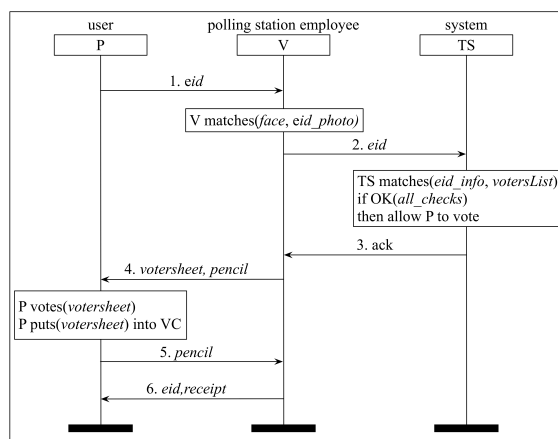 user
polling station employee
system
P
V
TS
1. eid
V matches(face, eid_photo)
2. eid
TS matches(eid_info, votersList)
if OK(all_checks)
then allow P to vote
3. ack
4. votersheet, pencil
P votes(votersheet)
P puts(votersheet) into VC
5. pencil
6. eid,receipt